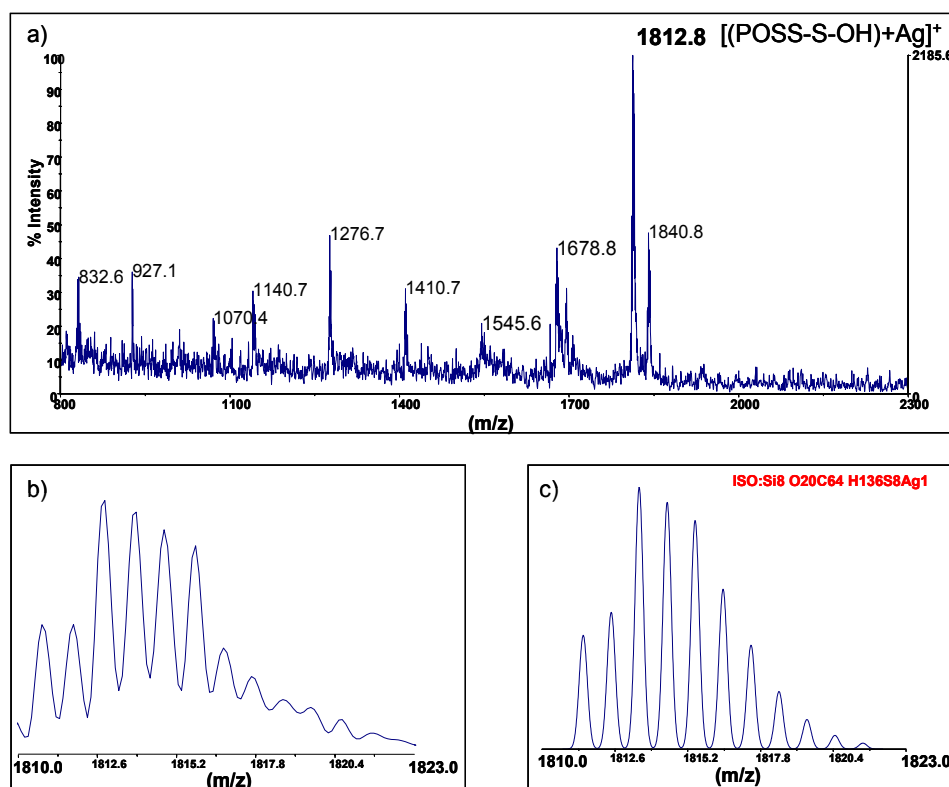 a)
1812.8 [(POSS-S-OH)+Ag]⁺
100
2185.6
90
80
70
60
50
40
30
20
10
0
% Intensity
832.6
927.1
1070.4
1140.7
1276.7
1410.7
1545.6
1678.8
1840.8
0
800 1100 1400 1700 2000 2300
(m/z)
b)
1810.0 1812.6 1815.2 1817.8 1820.4 1823.0
(m/z)
c)
ISO:Si8 O20C64 H136S8Ag1
1810.0 1812.6 1815.2 1817.8 1820.4 1823.0
(m/z)